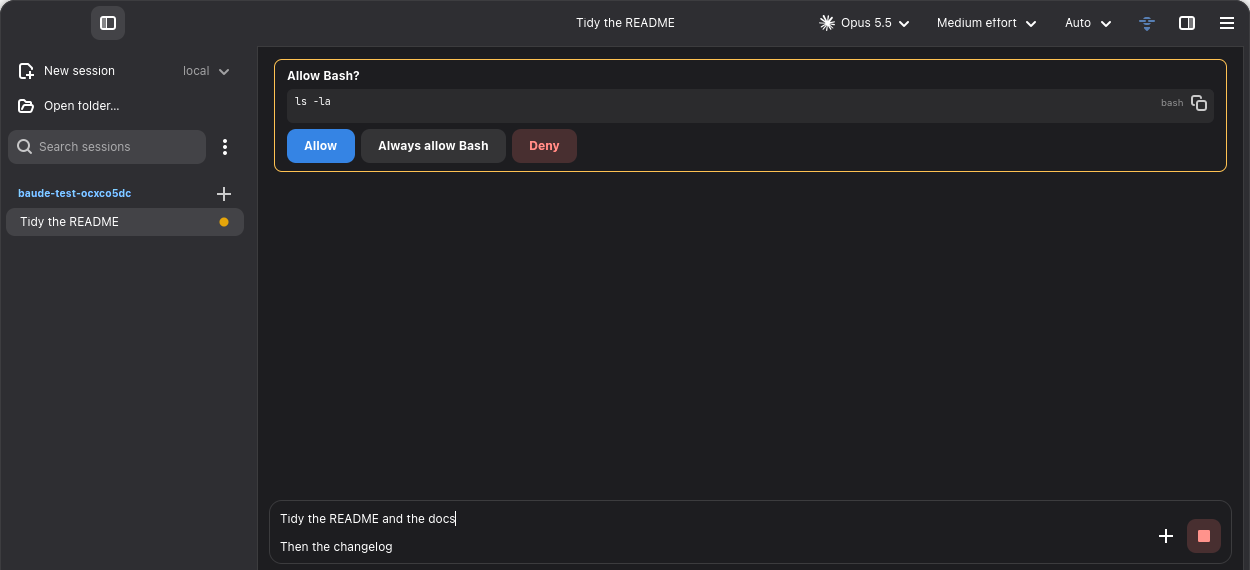 Tidy the README
Opus 5.5
Medium effort
Auto
New session
local
Open folder...
Search sessions
baude-test-ocxco5dc
Tidy the README
Allow Bash?
ls -la
bash
Allow
Always allow Bash
Deny
Tidy the README and the docs
Then the changelog